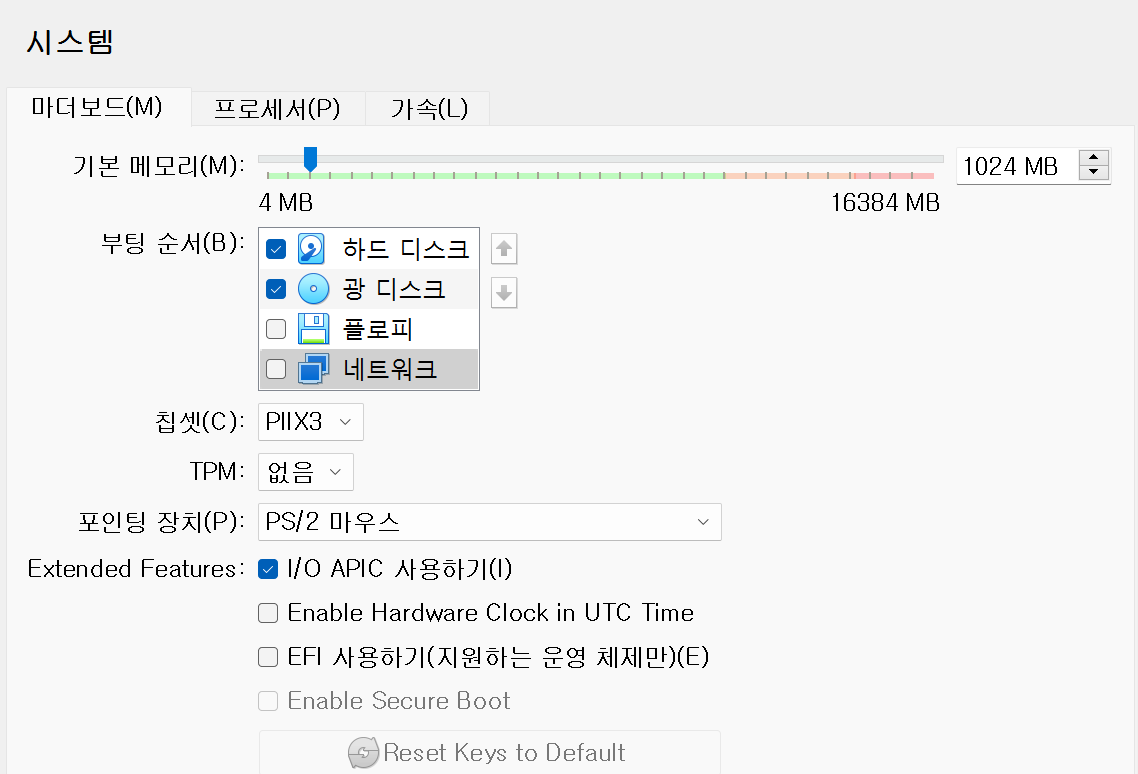 시스템
마더보드(M) 프로세서(P) 가속(L)
기본 메모리(M): 1024 MB
4 MB 16384 MB
부팅 순서(B): 하드 디스크
광 디스크
플로피
네트워크
칩셋(C): PIIX3
TPM: 없음
포인팅 장치(P): PS/2 마우스
Extended Features: I/O APIC 사용하기(I)
Enable Hardware Clock in UTC Time
EFI 사용하기(지원하는 운영 체제만)(E)
Enable Secure Boot
Reset Keys to Default